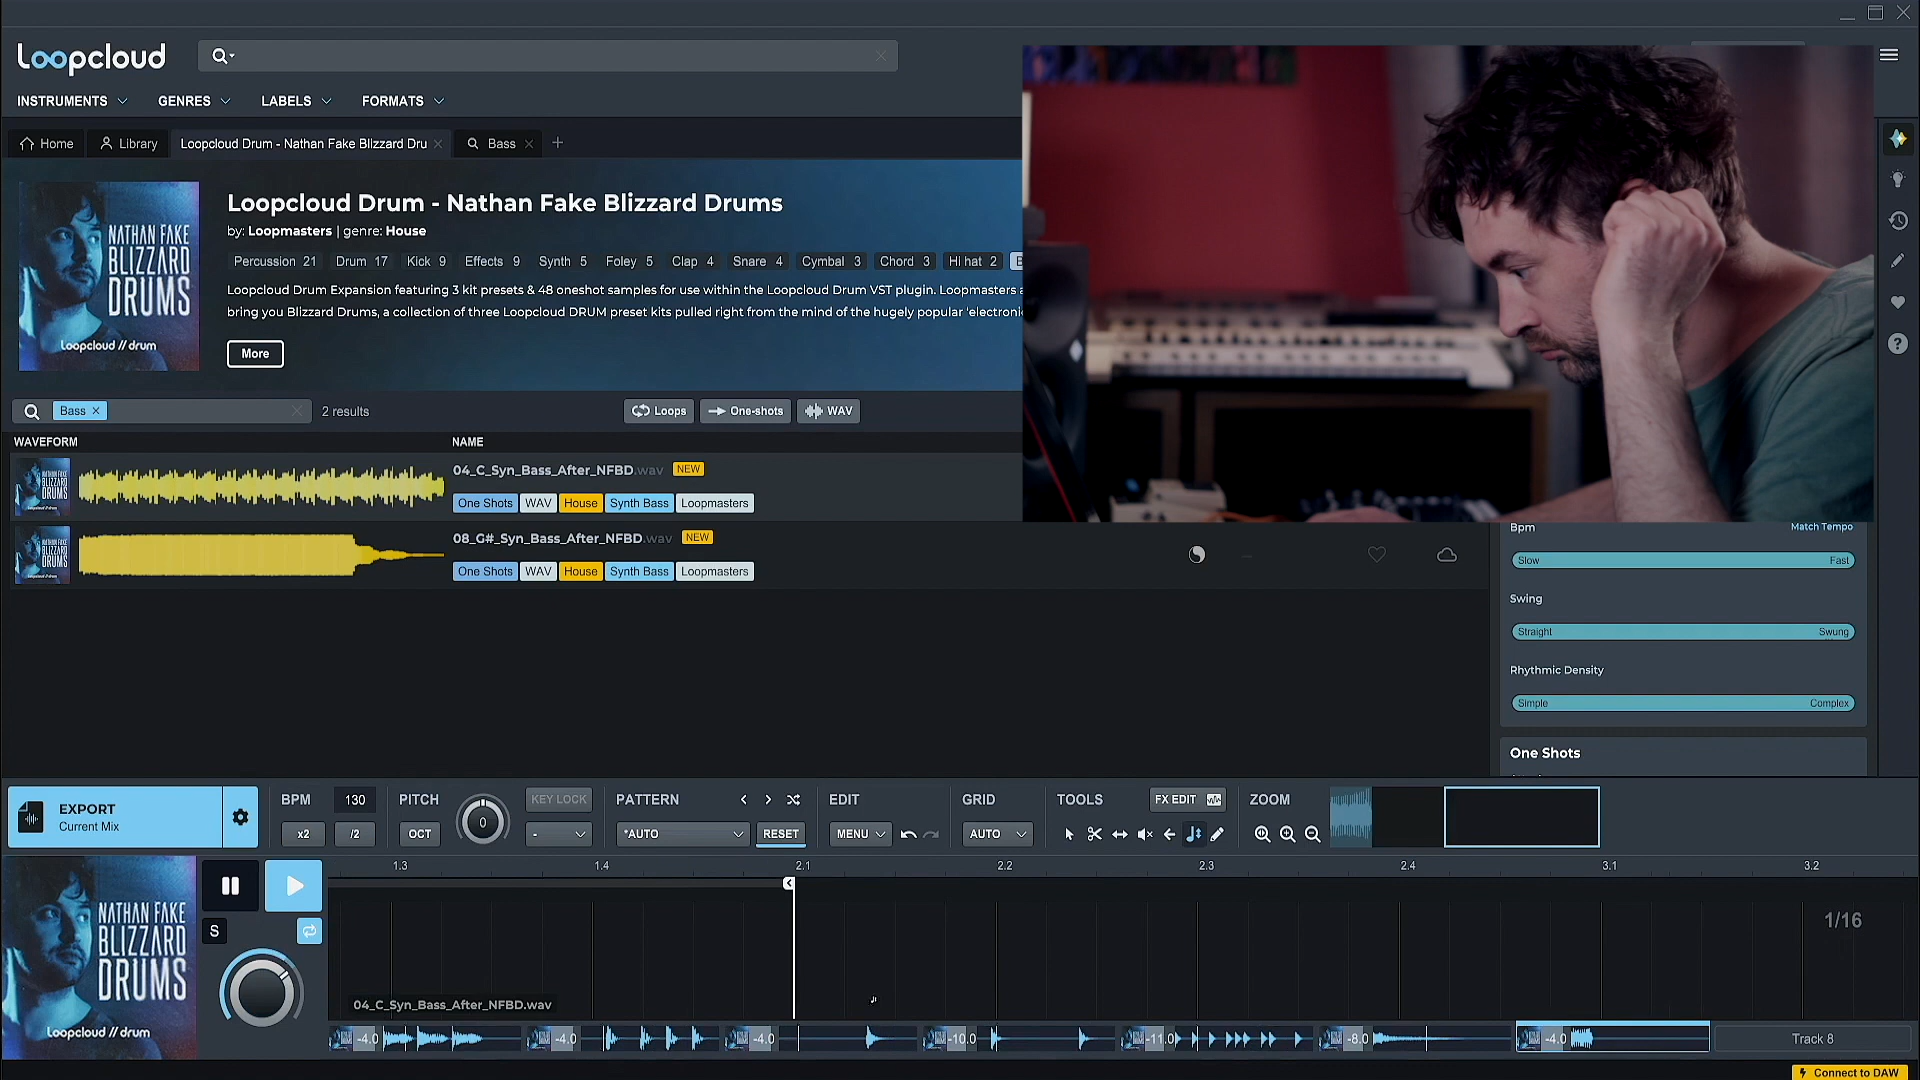 Loopcloud
INSTRUMENTS
GENRES
LABELS
FORMATS
Home
Library
Loopcloud Drum - Nathan Fake Blizzard Dru
Bass
NATHAN FAKE
BLIZZARD
DRUMS
Loopcloud // drum
Loopcloud Drum - Nathan Fake Blizzard Drums
by: Loopmasters | genre: House
Percussion 21 Drum 17 Kick 9 Effects 9 Synth 5 Foley 5 Clap 4 Snare 4 Cymbal 3 Chord 3 Hi hat 2
Loopcloud Drum Expansion featuring 3 kit presets & 48 oneshot samples for use within the Loopcloud Drum VST plugin. Loopmasters
bring you Blizzard Drums, a collection of three Loopcloud DRUM preset kits pulled right from the mind of the hugely popular
More
Bass
2 results
Loops
One-shots
WAV
WAVEFORM
NAME
04_C_Syn_Bass_After_NFBD.wav NEW
One Shots WAV House Synth Bass Loopmasters
08_G#_Syn_Bass_After_NFBD.wav NEW
One Shots WAV House Synth Bass Loopmasters
Bpm
Match Tempo
Slow
Fast
Swing
Straight
Swung
Rhythmic Density
Simple
Complex
One Shots
EXPORT
Current Mix
BPM
130
x2
/2
PITCH
OCT
0
KEY LOCK
-
PATTERN
*AUTO
RESET
EDIT
MENU
GRID
AUTO
TOOLS
FX EDIT
ZOOM
1.3
1.4
2.1
2.2
2.3
2.4
3.1
3.2
NATHAN FAKE
BLIZZARD
DRUMS
Loopcloud // drum
S
1/16
04_C_Syn_Bass_After_NFBD.wav
-4.0
-4.0
-4.0
-10.0
-11.0
-8.0
-4.0
Track 8
Connect to DAW